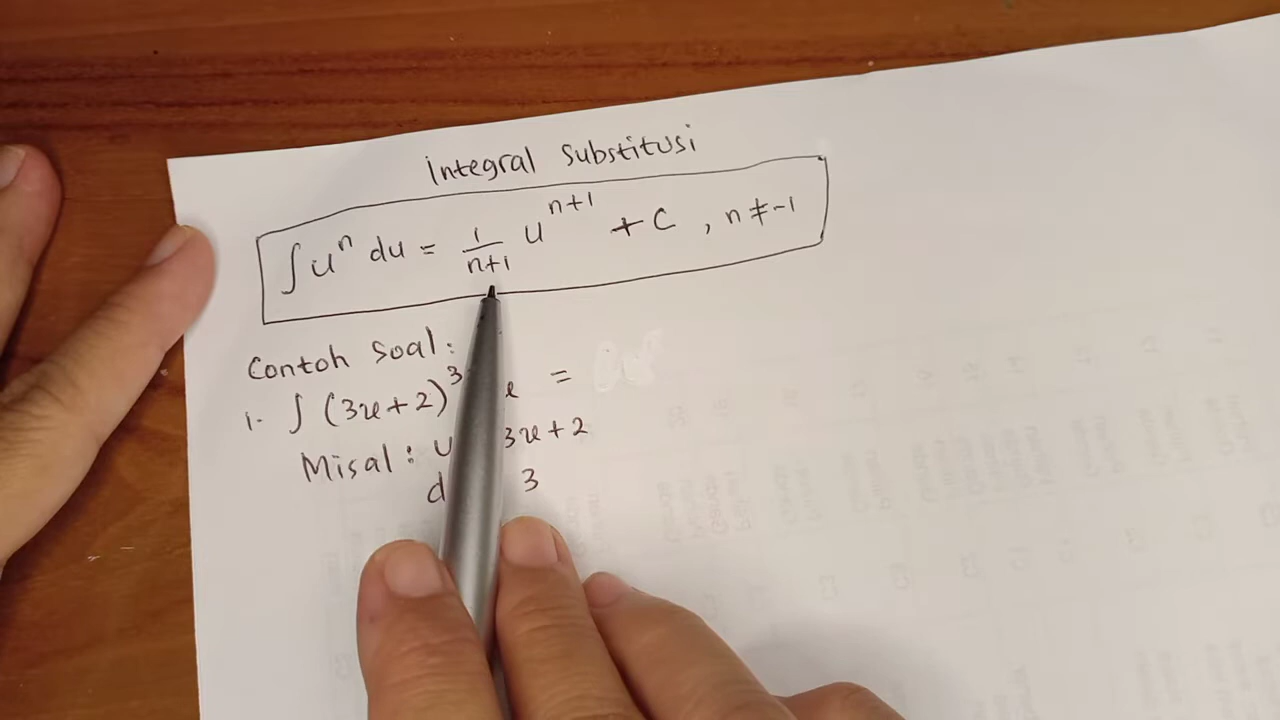 integral Substitusi
∫ u^n du = 1/(n+1) u^(n+1) + C , n ≠ -1
Contoh Soal :
1. ∫ (3x+2)^3 =
Misal : u 3x+2
d 3